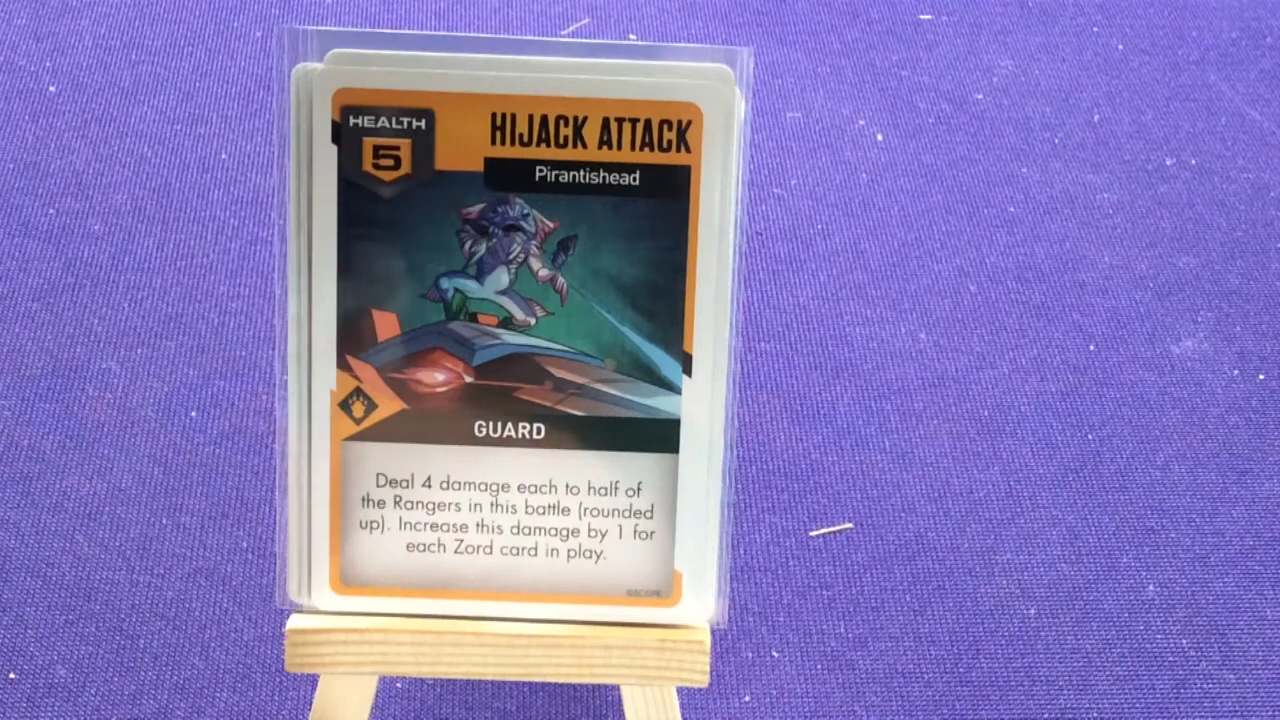 HEALTH
5
HIJACK ATTACK
Pirantishead
GUARD
Deal 4 damage each to half of
the Rangers in this battle (rounded
up). Increase this damage by 1 for
each Zord card in play.